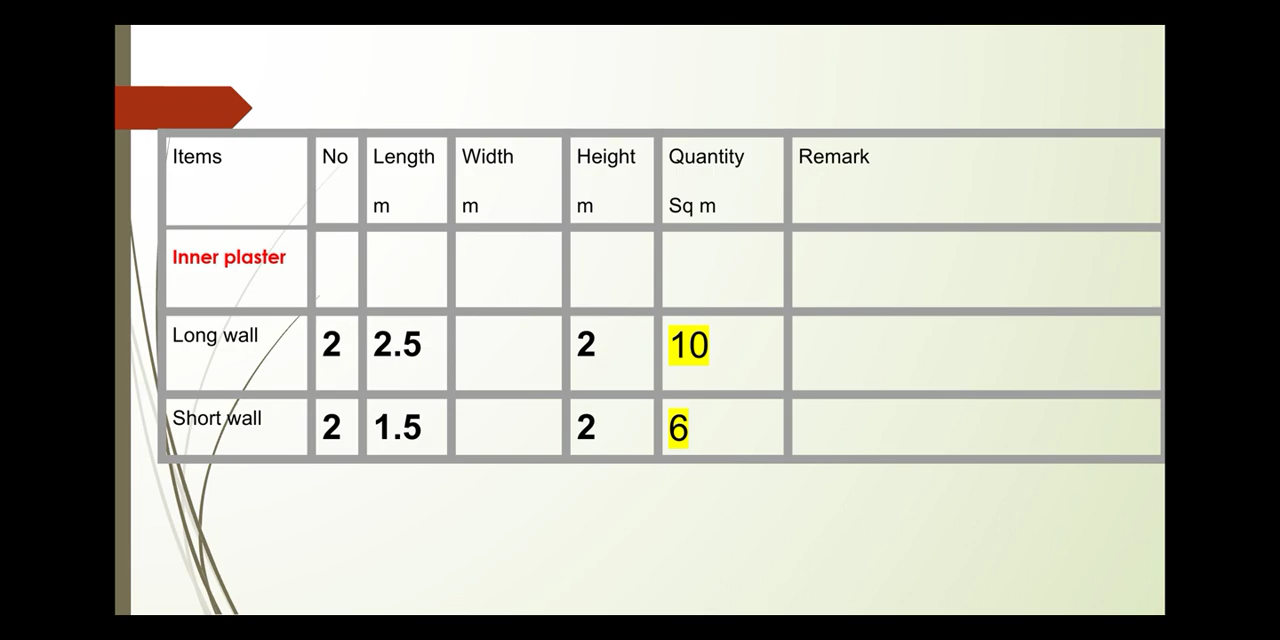 Items No Length Width Height Quantity Remark
m m m Sq m
Inner plaster
Long wall 2 2.5 2 10
Short wall 2 1.5 2 6